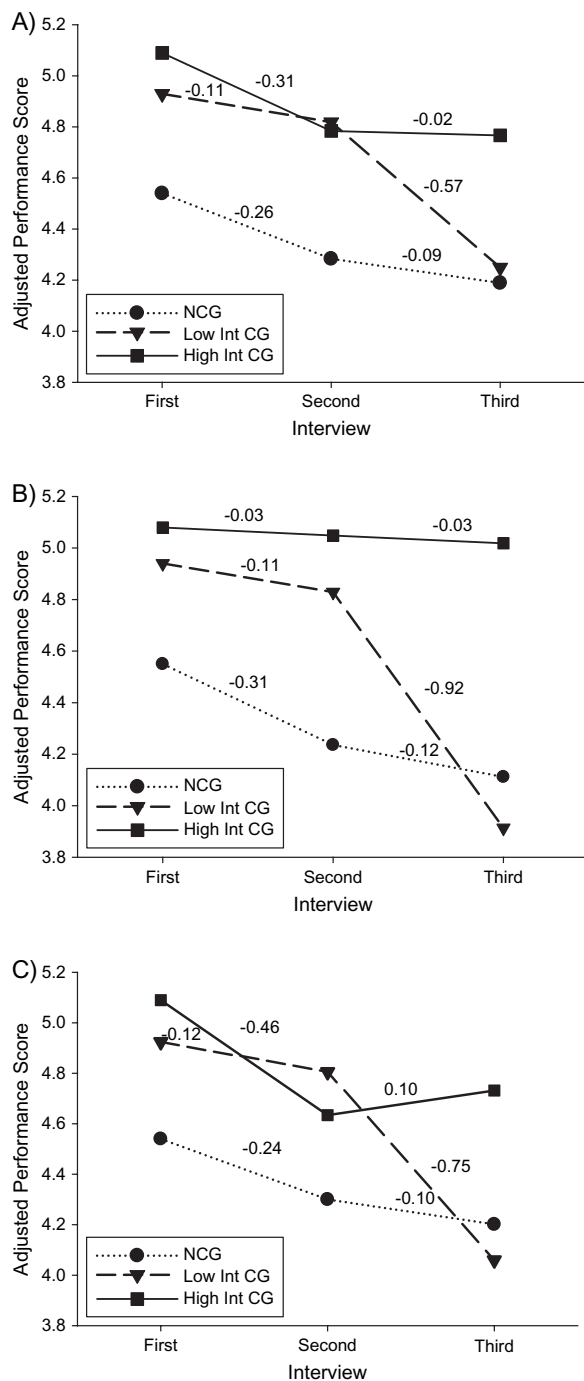 A)
Adjusted Performance Score
5.2
5.0
4.8
4.6
4.4
4.2
4.0
3.8
-0.31
-0.11
-0.02
-0.57
-0.26
-0.09
NCG
Low Int CG
High Int CG
First Second Third
Interview
B)
Adjusted Performance Score
5.2
5.0
4.8
4.6
4.4
4.2
4.0
3.8
-0.03 -0.03
-0.11
-0.92
-0.31
-0.12
NCG
Low Int CG
High Int CG
First Second Third
Interview
C)
Adjusted Performance Score
5.2
5.0
4.8
4.6
4.4
4.2
4.0
3.8
-0.46
-0.12
0.10
-0.75
-0.24
-0.10
NCG
Low Int CG
High Int CG
First Second Third
Interview